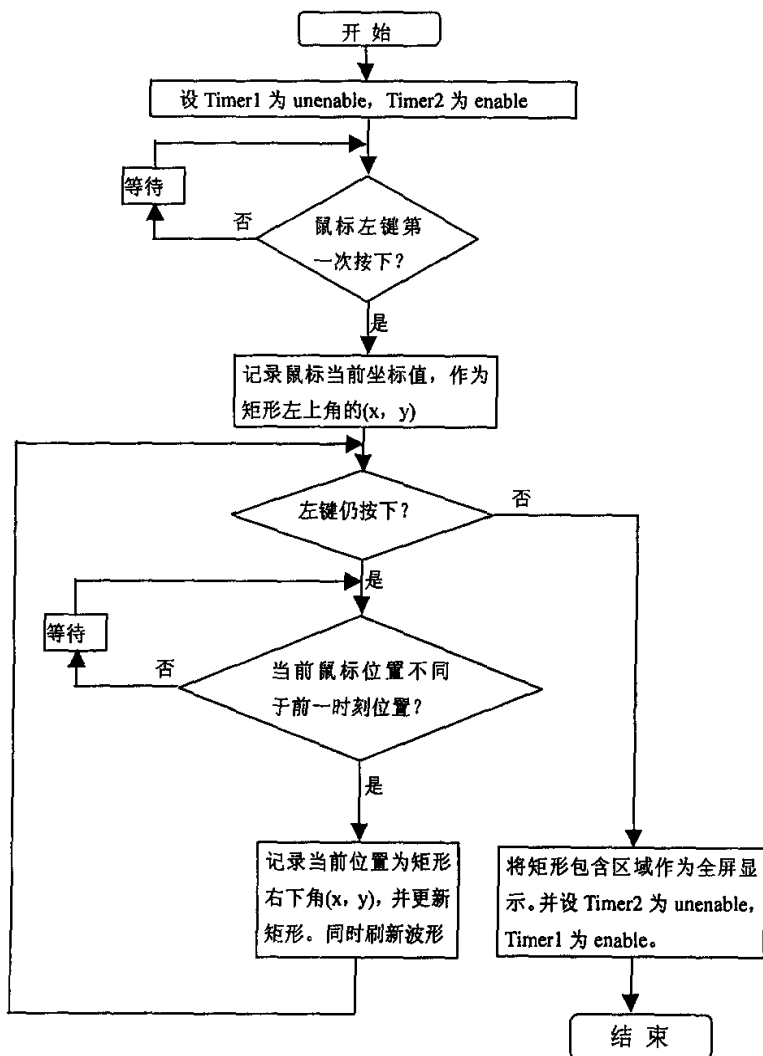 开 始
设 Timer1 为 unenable，Timer2 为 enable
等待
否
鼠标左键第
一次按下？
是
记录鼠标当前坐标值，作为
矩形左上角的(x，y)
左键仍按下？
否
是
等待
否
当前鼠标位置不同
于前一时刻位置？
是
记录当前位置为矩形
右下角(x，y)，并更新
矩形。同时刷新波形
将矩形包含区域作为全屏显
示。并设 Timer2 为 unenable，
Timer1 为 enable。
结 束